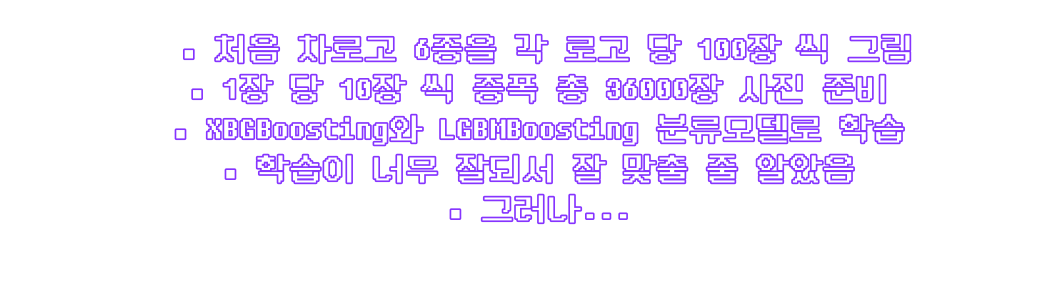 • 처음 차로고 6종을 각 로고 당 100장 씩 그림
• 1장 당 10장 씩 증폭 총 36000장 사진 준비
• XBGBoosting와 LGBMBoosting 분류모델로 학습
• 학습이 너무 잘되서 잘 맞출 줄 알았음
• 그러나...